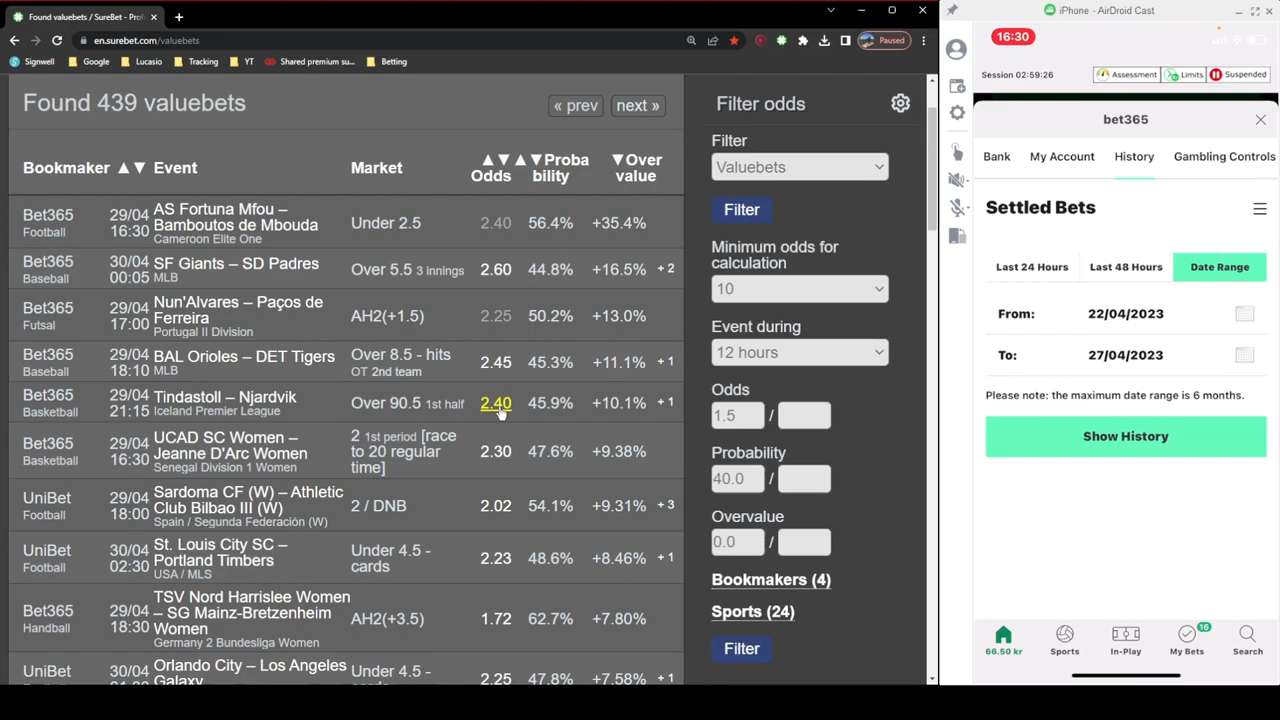 Found valuebets / SureBet - Pro
iPhone - AirDroid Cast
en.surebet.com/valuebets
Paused
Signwell
Google
Lucasio
Tracking
YT
Shared premium su...
Betting
Found 439 valuebets
« prev
next »
Bookmaker ▲▼ Event
Market
▲▼ Odds
▲▼Proba bility
▼Over value
Bet365 29/04 AS Fortuna Mfou –
Football 16:30 Bamboutos de Mbouda
Cameroon Elite One
Under 2.5 2.40 56.4% +35.4%
Bet365 30/04 SF Giants – SD Padres
Baseball 00:05 MLB
Over 5.5 3 innings 2.60 44.8% +16.5% + 2
Bet365 29/04 Nun'Alvares – Paços de
Futsal 17:00 Ferreira
Portugal II Division
AH2(+1.5) 2.25 50.2% +13.0%
Bet365 29/04 BAL Orioles – DET Tigers
Baseball 18:10 MLB
Over 8.5 - hits
OT 2nd team
2.45 45.3% +11.1% + 1
Bet365 29/04 Tindastoll – Njardvik
Basketball 21:15 Iceland Premier League
Over 90.5 1st half 2.40 45.9% +10.1% + 1
Bet365 29/04 UCAD SC Women –
Basketball 16:30 Jeanne D'Arc Women
Senegal Division 1 Women
2 1st period [race
to 20 regular
time]
2.30 47.6% +9.38%
UniBet 29/04 Sardoma CF (W) – Athletic
Football 18:00 Club Bilbao III (W)
Spain / Segunda Federación (W)
2 / DNB 2.02 54.1% +9.31% + 3
UniBet 30/04 St. Louis City SC –
Football 02:30 Portland Timbers
USA / MLS
Under 4.5 -
cards
2.23 48.6% +8.46% + 1
Bet365 29/04 TSV Nord Harrislee Women
Handball 18:30 – SG Mainz-Bretzenheim
Women
Germany 2 Bundesliga Women
AH2(+3.5) 1.72 62.7% +7.80%
UniBet 30/04 Orlando City – Los Angeles
Galaxy
Under 4.5 -
2.25 47.8% +7.58% + 1
Filter odds
Filter
Valuebets
Filter
Minimum odds for
calculation
10
Event during
12 hours
Odds
1.5 /
Probability
40.0 /
Overvalue
0.0 /
Bookmakers (4)
Sports (24)
Filter
16:30
Session 02:59:26
Assessment
Limits
Suspended
bet365
Bank
My Account
History
Gambling Controls
Settled Bets
Last 24 Hours
Last 48 Hours
Date Range
From: 22/04/2023
To: 27/04/2023
Please note: the maximum date range is 6 months.
Show History
16
66.50 kr
Sports
In-Play
My Bets
Search